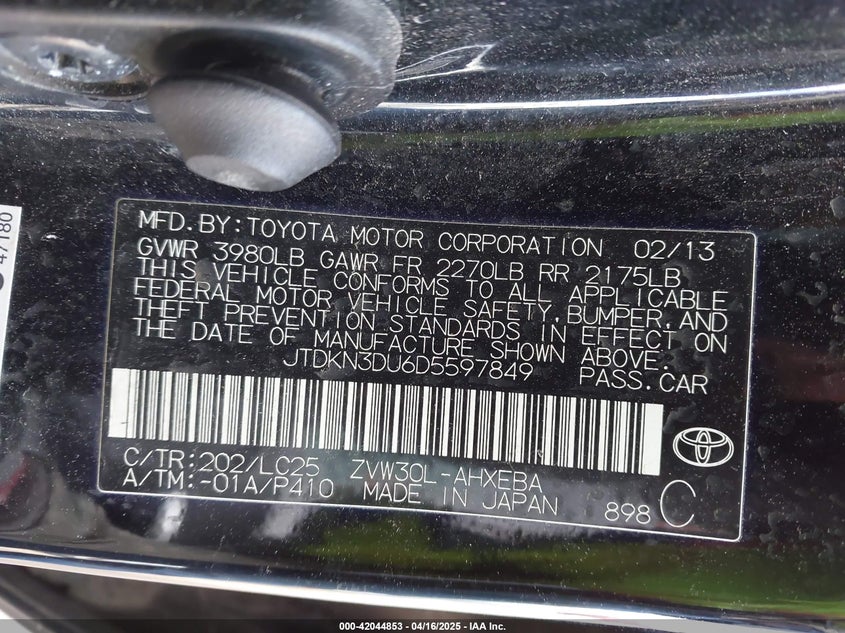 MFD.BY:TOYOTA MOTOR CORPORATION 02/13
GVWR 3980LB GAWR FR 2270LB RR 2175LB
THIS VEHICLE CONFORMS TO ALL APPLICABLE
FEDERAL MOTOR VEHICLE SAFETY,BUMPER,AND
THEFT PREVENTION STANDARDS IN EFFECT ON
THE DATE OF MANUFACTURE SHOWN ABOVE.
JTDKN3DU6D5597849 PASS.CAR
C/TR:202/LC25 ZVW30L-AHXEBA
A/TM:-01A/P410 MADE IN JAPAN
898 C
47180
000-42044853 - 04/16/2025 - IAA Inc.